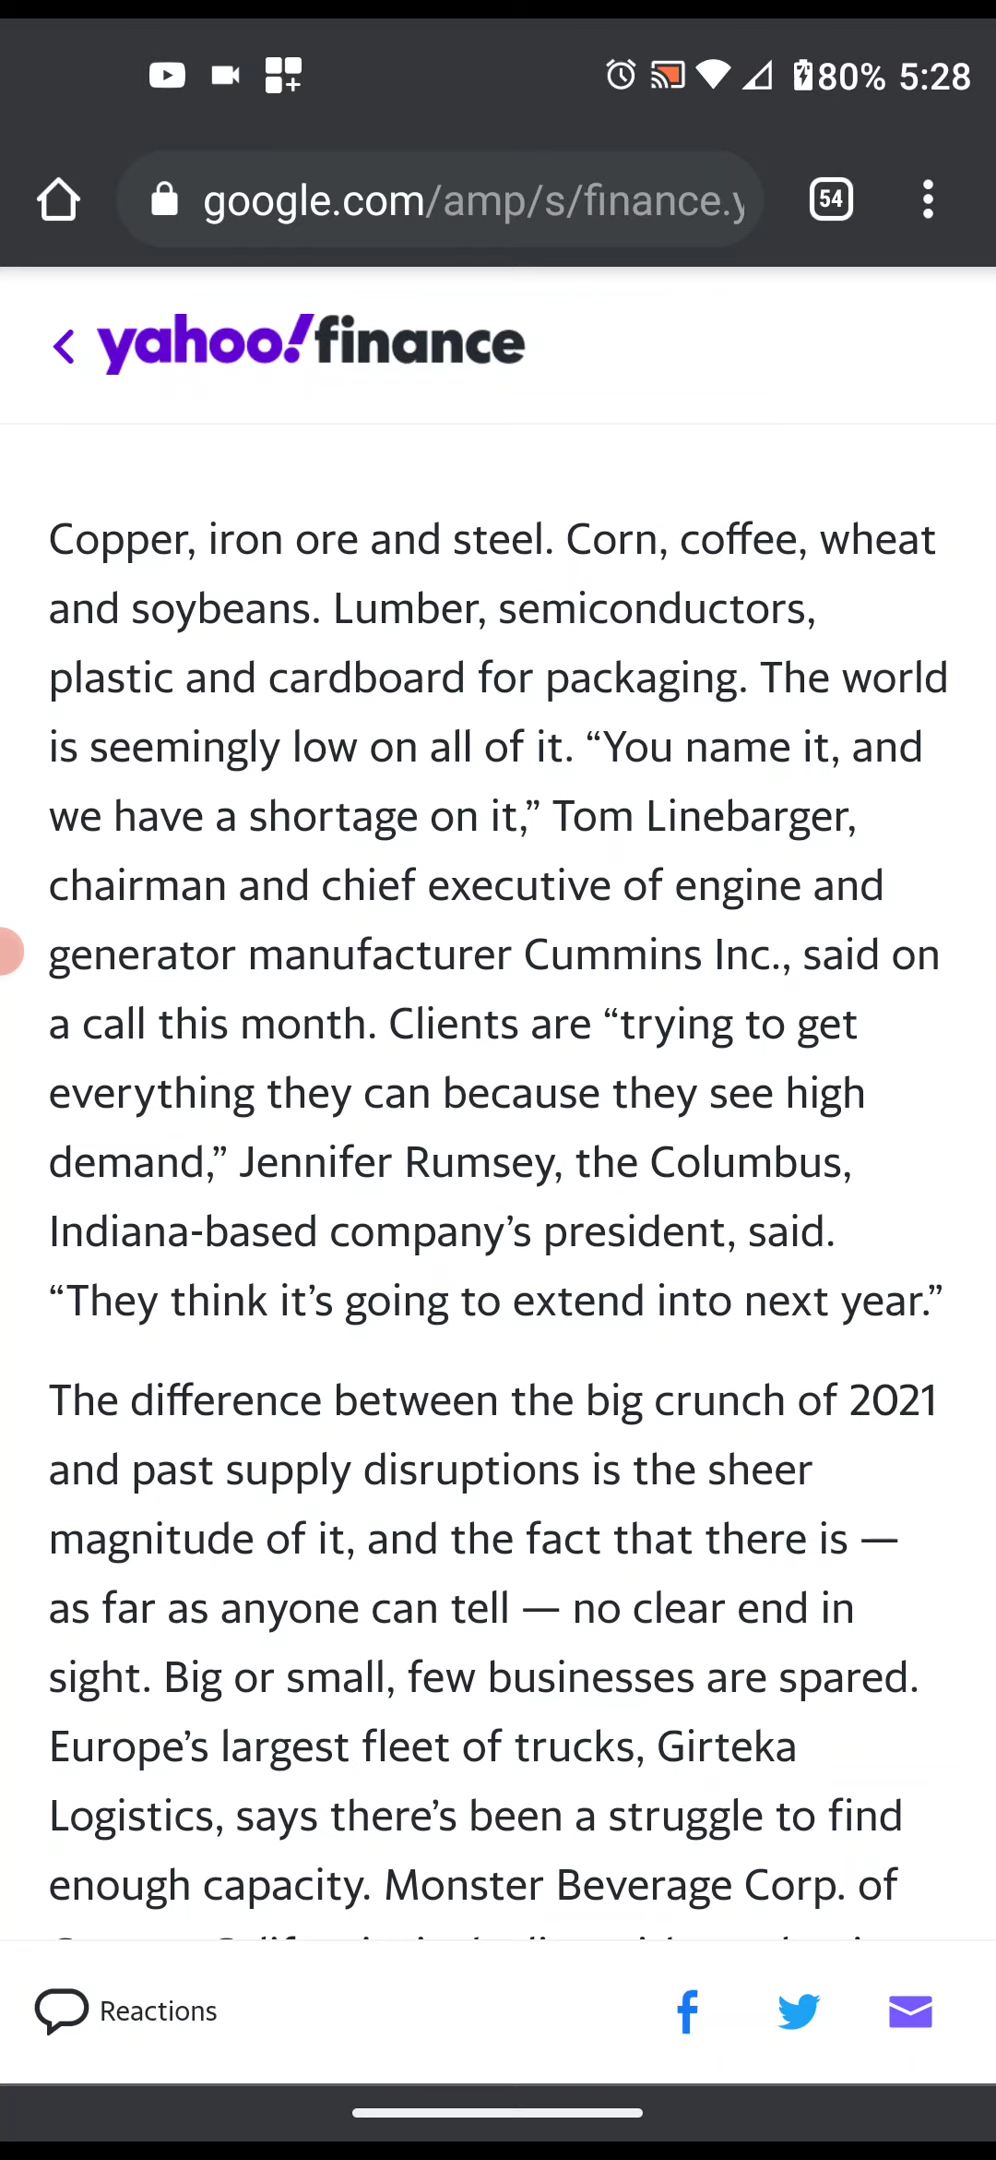 80% 5:28
google.com/amp/s/finance.y
54
yahoo!finance
Copper, iron ore and steel. Corn, coffee, wheat
and soybeans. Lumber, semiconductors,
plastic and cardboard for packaging. The world
is seemingly low on all of it. “You name it, and
we have a shortage on it,” Tom Linebarger,
chairman and chief executive of engine and
generator manufacturer Cummins Inc., said on
a call this month. Clients are “trying to get
everything they can because they see high
demand,” Jennifer Rumsey, the Columbus,
Indiana-based company’s president, said.
“They think it’s going to extend into next year.”
The difference between the big crunch of 2021
and past supply disruptions is the sheer
magnitude of it, and the fact that there is —
as far as anyone can tell — no clear end in
sight. Big or small, few businesses are spared.
Europe’s largest fleet of trucks, Girteka
Logistics, says there’s been a struggle to find
enough capacity. Monster Beverage Corp. of
Reactions